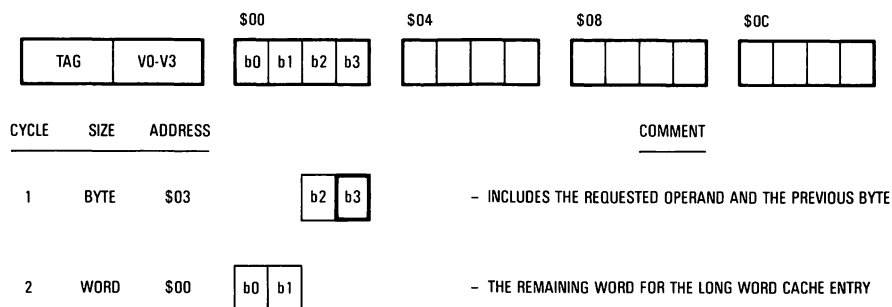 $00 $04 $08 $0C
TAG V0-V3 b0 b1 b2 b3
CYCLE SIZE ADDRESS COMMENT
1 BYTE $03 b2 b3 – INCLUDES THE REQUESTED OPERAND AND THE PREVIOUS BYTE
2 WORD $00 b0 b1 – THE REMAINING WORD FOR THE LONG WORD CACHE ENTRY